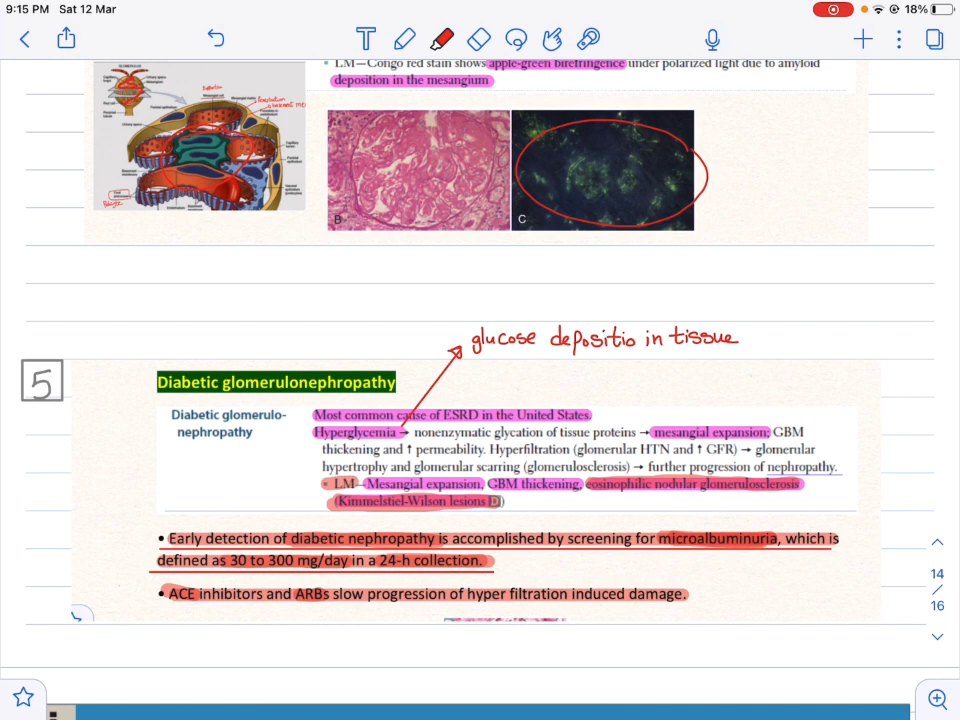 9:15 PM Sat 12 Mar
18%
LM—Congo red stain shows apple-green birefringence under polarized light due to amyloid
deposition in the mesangium
B
C
glucose depositio in tissue
5
Diabetic glomerulonephropathy
Diabetic glomerulo-
nephropathy
Most common cause of ESRD in the United States.
Hyperglycemia → nonenzymatic glycation of tissue proteins → mesangial expansion; GBM
thickening and ↑ permeability. Hyperfiltration (glomerular HTN and ↑ GFR) → glomerular
hypertrophy and glomerular scarring (glomerulosclerosis) → further progression of nephropathy.
▪ LM—Mesangial expansion, GBM thickening, eosinophilic nodular glomerulosclerosis
(Kimmelstiel-Wilson lesions D)
• Early detection of diabetic nephropathy is accomplished by screening for microalbuminuria, which is
defined as 30 to 300 mg/day in a 24-h collection.
• ACE inhibitors and ARBs slow progression of hyper filtration induced damage.
14
/
16